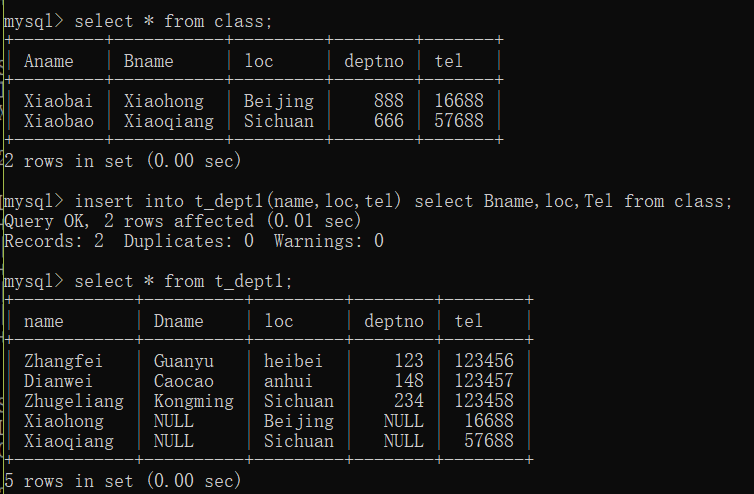 mysql> select * from class;
| Aname | Bname | loc | deptno | tel |
| Xiaobai | Xiaohong | Beijing | 888 | 16688 |
| Xiaobao | Xiaoqiang | Sichuan | 666 | 57688 |
2 rows in set (0.00 sec)
mysql> insert into t_dept1(name,loc,tel) select Bname,loc,Tel from class;
Query OK, 2 rows affected (0.01 sec)
Records: 2  Duplicates: 0  Warnings: 0
mysql> select * from t_dept1;
| name | Dname | loc | deptno | tel |
| Zhangfei | Guanyu | heibei | 123 | 123456 |
| Dianwei | Caocao | anhui | 148 | 123457 |
| Zhugeliang | Kongming | Sichuan | 234 | 123458 |
| Xiaohong | NULL | Beijing | NULL | 16688 |
| Xiaoqiang | NULL | Sichuan | NULL | 57688 |
5 rows in set (0.00 sec)